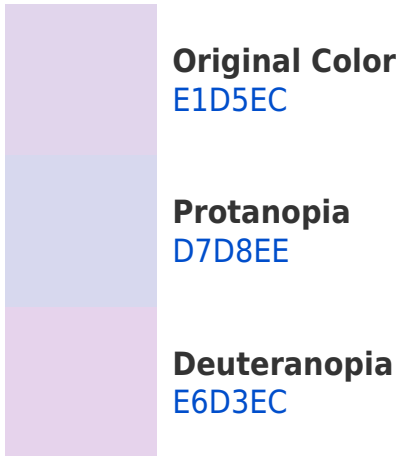 Original Color
E1D5EC
Protanopia
D7D8EE
Deuteranopia
E6D3EC